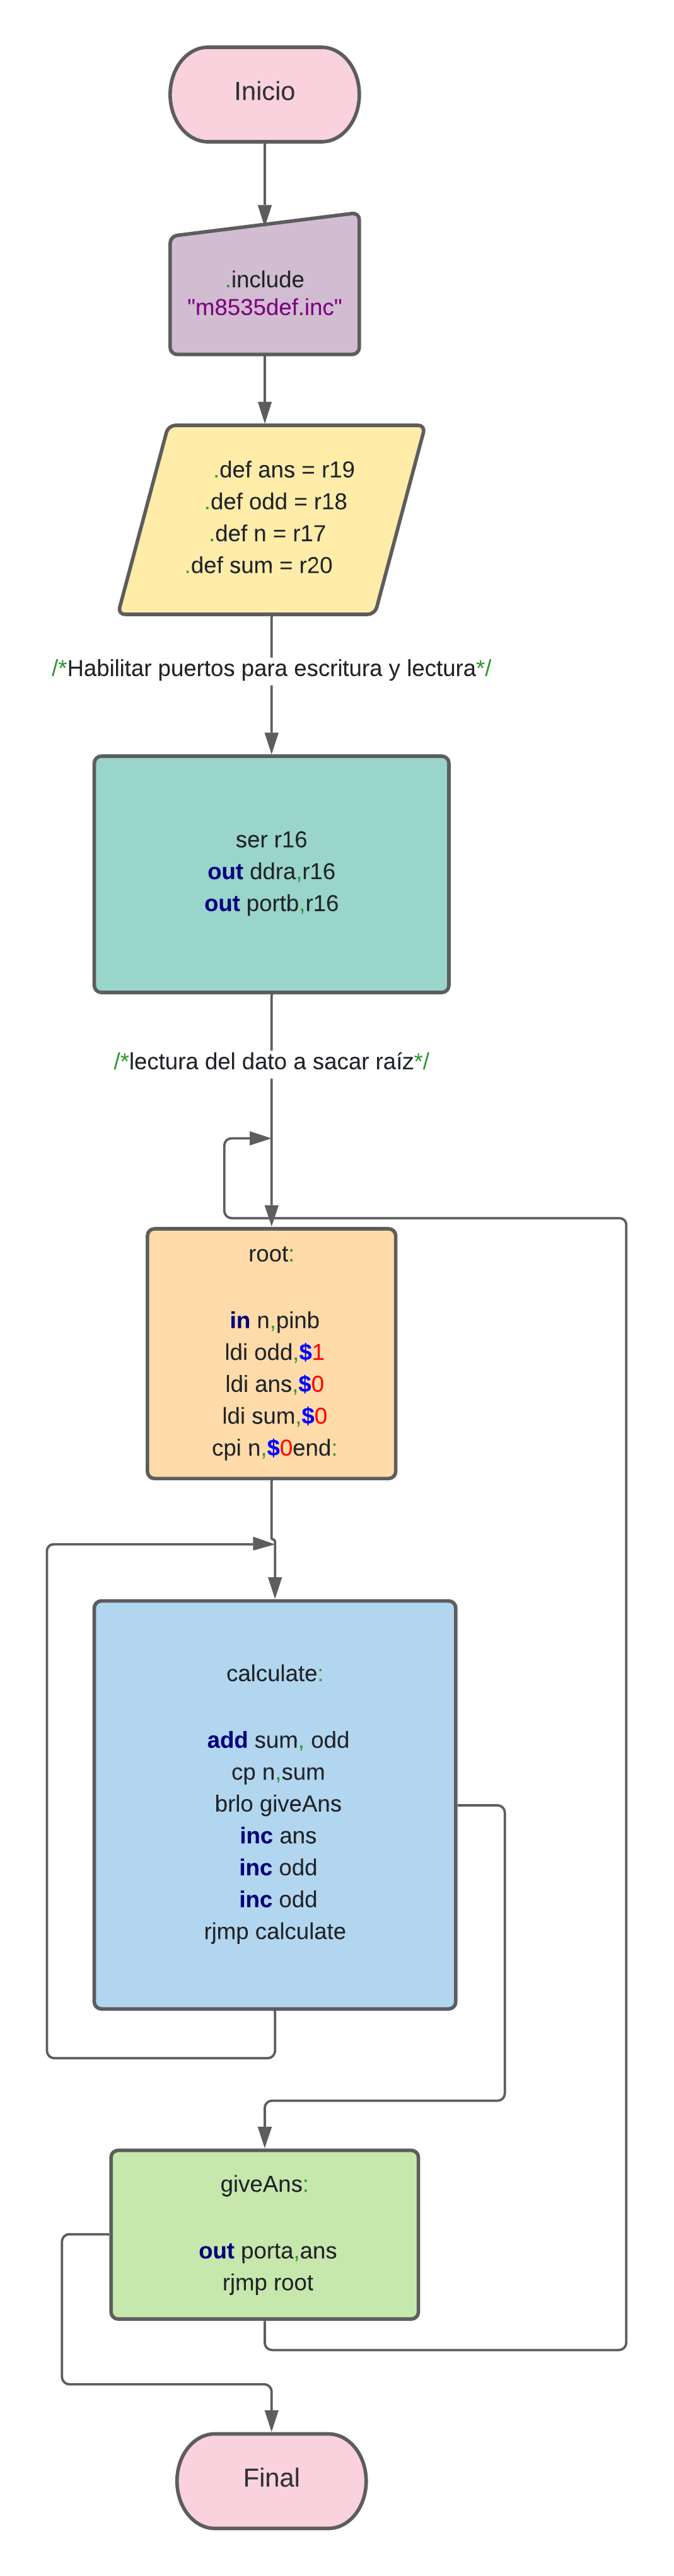 Inicio
.include
"m8535def.inc"
.def ans = r19
.def odd = r18
.def n = r17
.def sum = r20
/*Habilitar puertos para escritura y lectura*/
ser r16
out ddra,r16
out portb,r16
/*lectura del dato a sacar raíz*/
root:
in n,pinb
ldi odd,$1
ldi ans,$0
ldi sum,$0
cpi n,$0end:
calculate:
add sum, odd
cp n,sum
brlo giveAns
inc ans
inc odd
inc odd
rjmp calculate
giveAns:
out porta,ans
rjmp root
Final